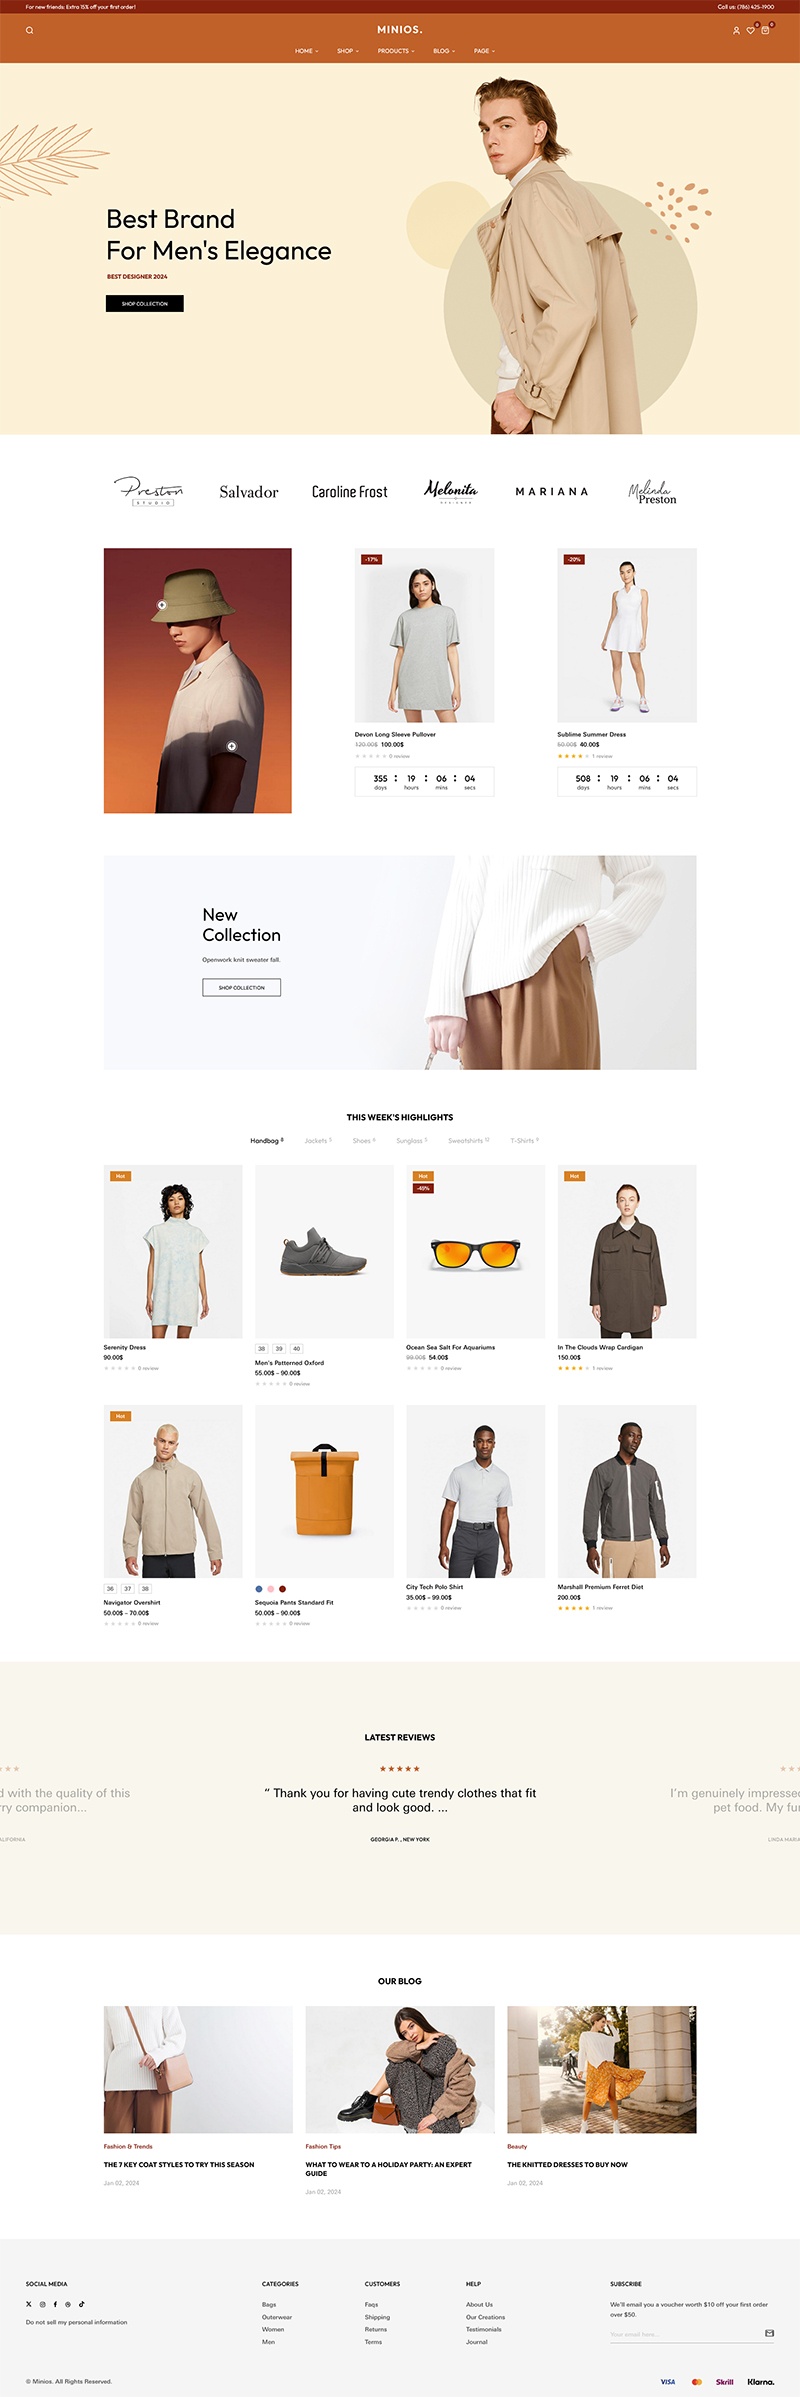 For new friends: Extra 15% off your first order!
Call us: (786) 425-1900
MINIOS.
0
0
HOME
SHOP
PRODUCTS
BLOG
PAGE
Best Brand
For Men's Elegance
BEST DESIGNER 2024
SHOP COLLECTION
Preston
STUDIO
Salvador
Caroline Frost
Melonita
DESIGNER
MARIANA
Melinda
Preston
-17%
-20%
Devon Long Sleeve Pullover
120.00$ 100.00$
0 review
355 : 19 : 06 : 04
days hours mins secs
Sublime Summer Dress
50.00$ 40.00$
1 review
508 : 19 : 06 : 04
days hours mins secs
New
Collection
Openwork knit sweater fall.
SHOP COLLECTION
THIS WEEK'S HIGHLIGHTS
Handbag 8
Jackets 5
Shoes
Sunglass 5
Sweatshirts 12
T-Shirts 9
Hot
Hot
-45%
Hot
Serenity Dress
90.00$
0 review
38 39 40
Men's Patterned Oxford
55.00$ – 90.00$
0 review
Ocean Sea Salt For Aquariums
99.00$ 54.00$
0 review
In The Clouds Wrap Cardigan
150.00$
1 review
Hot
36 37 38
Navigator Overshirt
50.00$ – 70.00$
0 review
Sequoia Pants Standard Fit
50.00$ – 90.00$
0 review
City Tech Polo Shirt
35.00$ – 99.00$
0 review
Marshall Premium Ferret Diet
200.00$
1 review
LATEST REVIEWS
d with the quality of this
rry companion...
ALIFORNIA
“ Thank you for having cute trendy clothes that fit
and look good. ...
GEORGIA P. , NEW YORK
I'm genuinely impressed
pet food. My fur
LINDA MARIA
OUR BLOG
Fashion & Trends
THE 7 KEY COAT STYLES TO TRY THIS SEASON
Jan 02, 2024
Fashion Tips
WHAT TO WEAR TO A HOLIDAY PARTY: AN EXPERT
GUIDE
Jan 02, 2024
Beauty
THE KNITTED DRESSES TO BUY NOW
Jan 02, 2024
SOCIAL MEDIA
Do not sell my personal information
CATEGORIES
Bags
Outerwear
Women
Men
CUSTOMERS
Faqs
Shipping
Returns
Terms
HELP
About Us
Our Creations
Testimonials
Journal
SUBSCRIBE
We'll email you a voucher worth $10 off your first order
over $50.
Your email here...
© Minios. All Rights Reserved.
VISA
Skrill
Klarna.